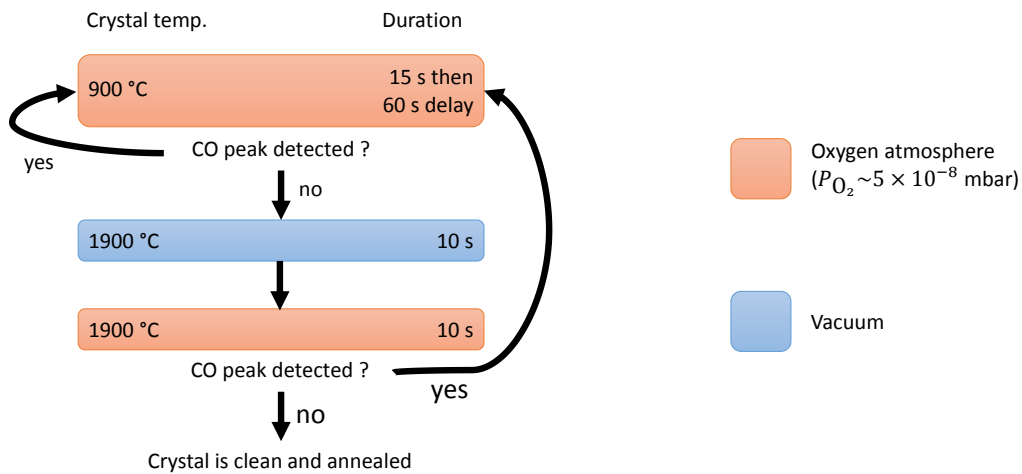 Crystal temp. Duration
900 °C 15 s then
60 s delay
yes
CO peak detected ?
no
1900 °C 10 s
1900 °C 10 s
CO peak detected ?
yes
no
Crystal is clean and annealed
Oxygen atmosphere
(P_O₂~5 × 10⁻⁸ mbar)
Vacuum